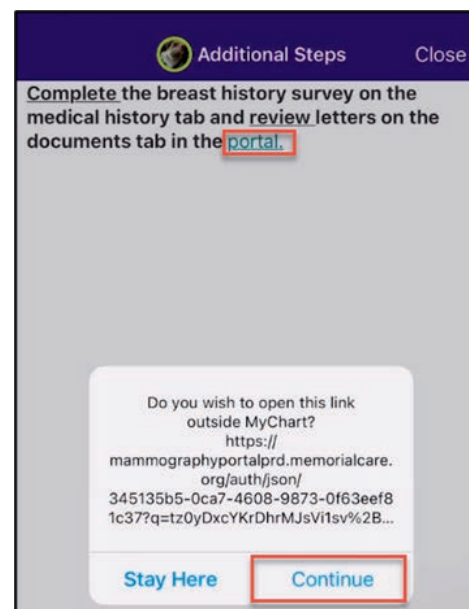 Additional Steps Close
Complete the breast history survey on the
medical history tab and review letters on the
documents tab in the portal.
Do you wish to open this link
outside MyChart?
https://
mammographyportalprd.memorialcare.
org/auth/json/
345135b5-0ca7-4608-9873-0f63eef8
1c37?q=tz0yDxcYKrDhrMJsVi1sv%2B...
Stay Here Continue